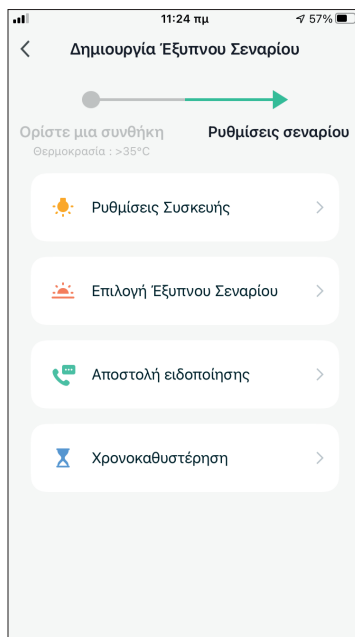 11:24 πμ 57%
Δημιουργία Έξυπνου Σεναρίου
Ορίστε μια συνθήκη Ρυθμίσεις σεναρίου
Θερμοκρασία : >35°C
Ρυθμίσεις Συσκευής
Επιλογή Έξυπνου Σεναρίου
Αποστολή ειδοποίησης
Χρονοκαθυστέρηση